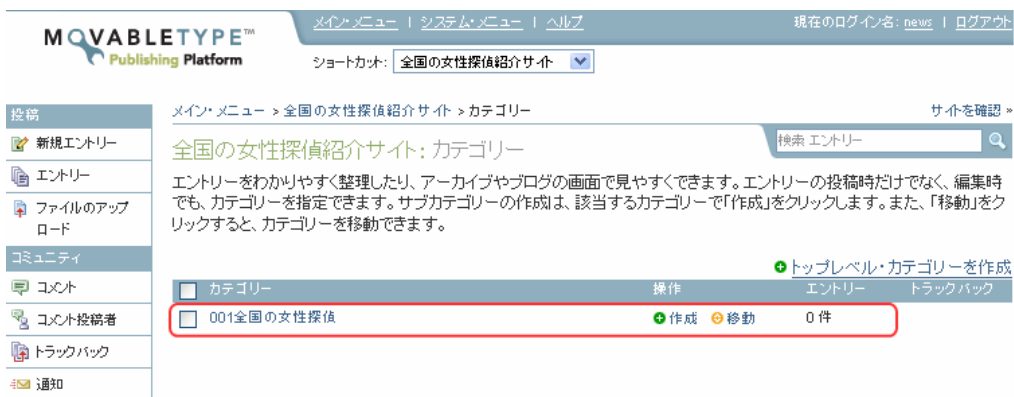 MOVABLETYPE™
Publishing Platform
メイン・メニュー | システム・メニュー | ヘルプ
現在のログイン名: news | ログアウト
ショートカット: 全国の女性探偵紹介サイト
投稿
新規エントリー
エントリー
ファイルのアップ
ロード
コミュニティ
コメント
コメント投稿者
トラックバック
通知
メイン・メニュー > 全国の女性探偵紹介サイト > カテゴリー
サイトを確認 »
全国の女性探偵紹介サイト: カテゴリー
検索 エントリー
エントリーをわかりやすく整理したり、アーカイブやブログの画面で見やすくできます。エントリーの投稿時だけでなく、編集時
でも、カテゴリーを指定できます。サブカテゴリーの作成は、該当するカテゴリーで「作成」をクリックします。また、「移動」をク
リックすると、カテゴリーを移動できます。
トップレベル・カテゴリーを作成
カテゴリー 操作 エントリー トラックバック
001全国の女性探偵 作成 移動 0 件